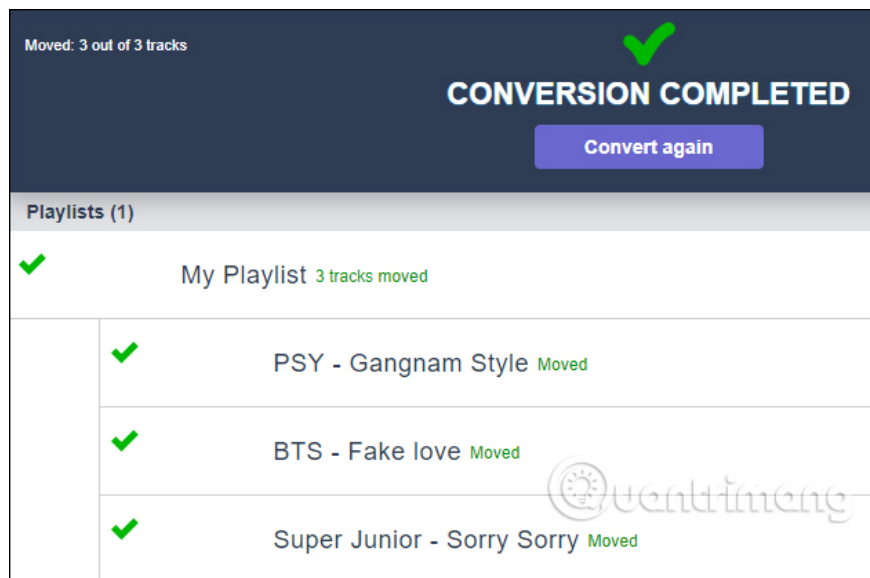 Moved: 3 out of 3 tracks
CONVERSION COMPLETED
Convert again
Playlists (1)
My Playlist 3 tracks moved
PSY - Gangnam Style Moved
BTS - Fake love Moved
Quantrimang
Super Junior - Sorry Sorry Moved